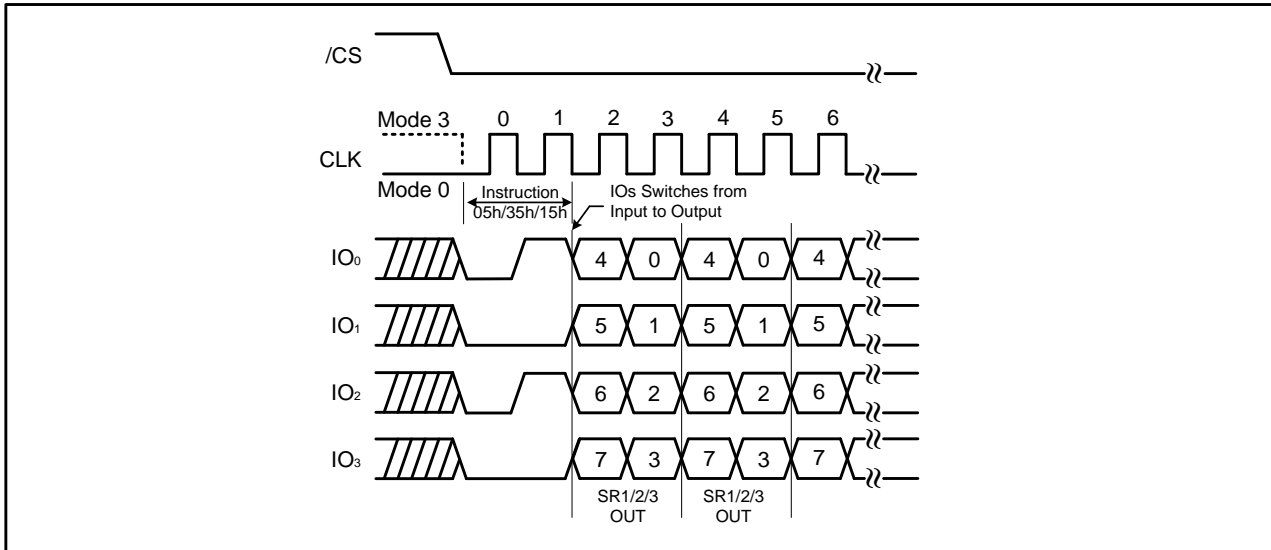 /CS
Mode 3 0 1 2 3 4 5 6
CLK
Mode 0
Instruction
05h/35h/15h
IOs Switches from
Input to Output
IO₀ 4 0 4 0 4
IO₁ 5 1 5 1 5
IO₂ 6 2 6 2 6
IO₃ 7 3 7 3 7
SR1/2/3
OUT
SR1/2/3
OUT